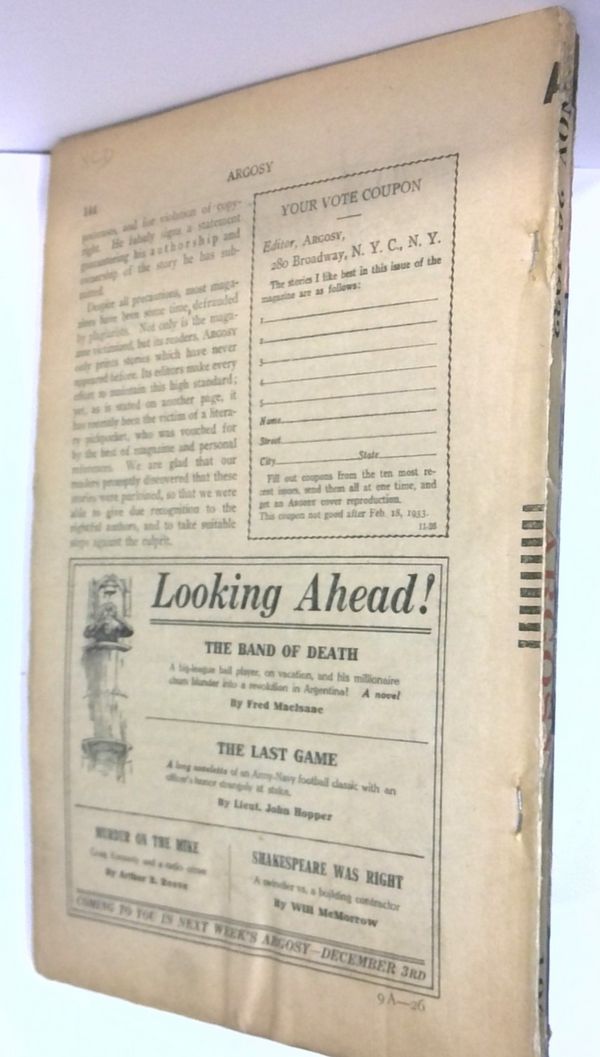 ARGOSY
144
possesses, and for violation of copy-
right. He falsely signs a statement
guaranteeing his authorship and
ownership of the story he has sub-
mitted.
Despite all precautions, most maga-
zines have been some time, defrauded
by plagiarists. Not only is the maga-
zine victimized, but its readers. ARGOSY
only prints stories which have never
appeared before. Its editors make every
effort to maintain this high standard;
yet, as is stated on another page, it
has recently been the victim of a litera-
ry pickpocket, who was vouched for
by the best of magazine and personal
references. We are glad that our
readers promptly discovered that these
stories were purloined, so that we were
able to give due recognition to the
rightful authors, and to take suitable
steps against the culprit.
YOUR VOTE COUPON
Editor, ARGOSY,
280 Broadway, N. Y. C., N. Y.
The stories I like best in this issue of the
magazine are as follows:
1
2
3
4
5
Name
Street
City State
Fill out coupons from the ten most re-
cent issues, send them all at one time, and
get an ARGOSY cover reproduction.
This coupon not good after Feb. 18, 1933.
11-26
Looking Ahead!
THE BAND OF DEATH
A big-league ball player, on vacation, and his millionaire
chum blunder into a revolution in Argentina! A novel
By Fred MacIsaac
THE LAST GAME
A long novelette of an Army-Navy football classic with an
officer's honor strangely at stake.
By Lieut. John Hopper
MURDER ON THE MIKE
Craig Kennedy and a radio crime
By Arthur B. Reeve
SHAKESPEARE WAS RIGHT
A swindler vs. a building contractor
By Will McMorrow
COMING TO YOU IN NEXT WEEK'S ARGOSY—DECEMBER 3RD
9 A—26
ARGOSY
NOV. 26